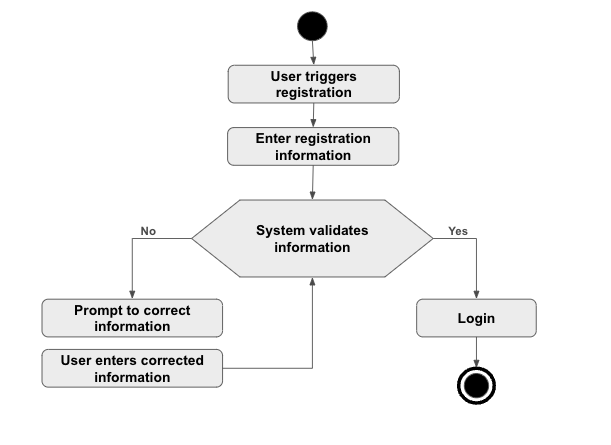 User triggers
registration
Enter registration
information
System validates
information
No
Yes
Prompt to correct
information
Login
User enters corrected
information